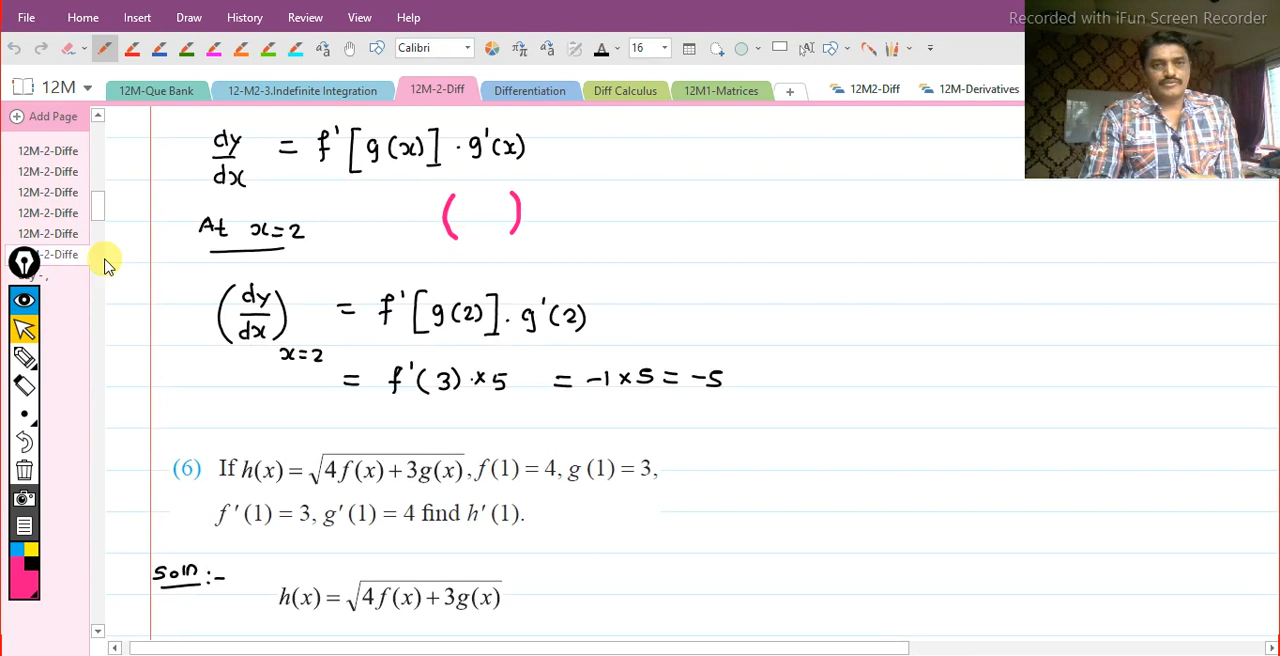 File Home Insert Draw History Review View Help
Recorded with iFun Screen Recorder
Calibri 16
12M 12M-Que Bank 12-M2-3.Indefinite Integration 12M-2-Diff Differentiation Diff Calculus 12M1-Matrices 12M2-Diff 12M-Derivatives
Add Page
12M-2-Diffe
12M-2-Diffe
12M-2-Diffe
12M-2-Diffe
12M-2-Diffe
-2-Diffe
dy/dx = f'[g(x)] · g'(x)
( )
At x=2
(dy/dx)x=2 = f'[g(2)] · g'(2)
= f'(3) · × 5 = -1 × 5 = -5
(6) If h(x) = √4f(x) + 3g(x), f(1) = 4, g(1) = 3,
f'(1) = 3, g'(1) = 4 find h'(1).
Soln :-
h(x) = √4f(x) + 3g(x)